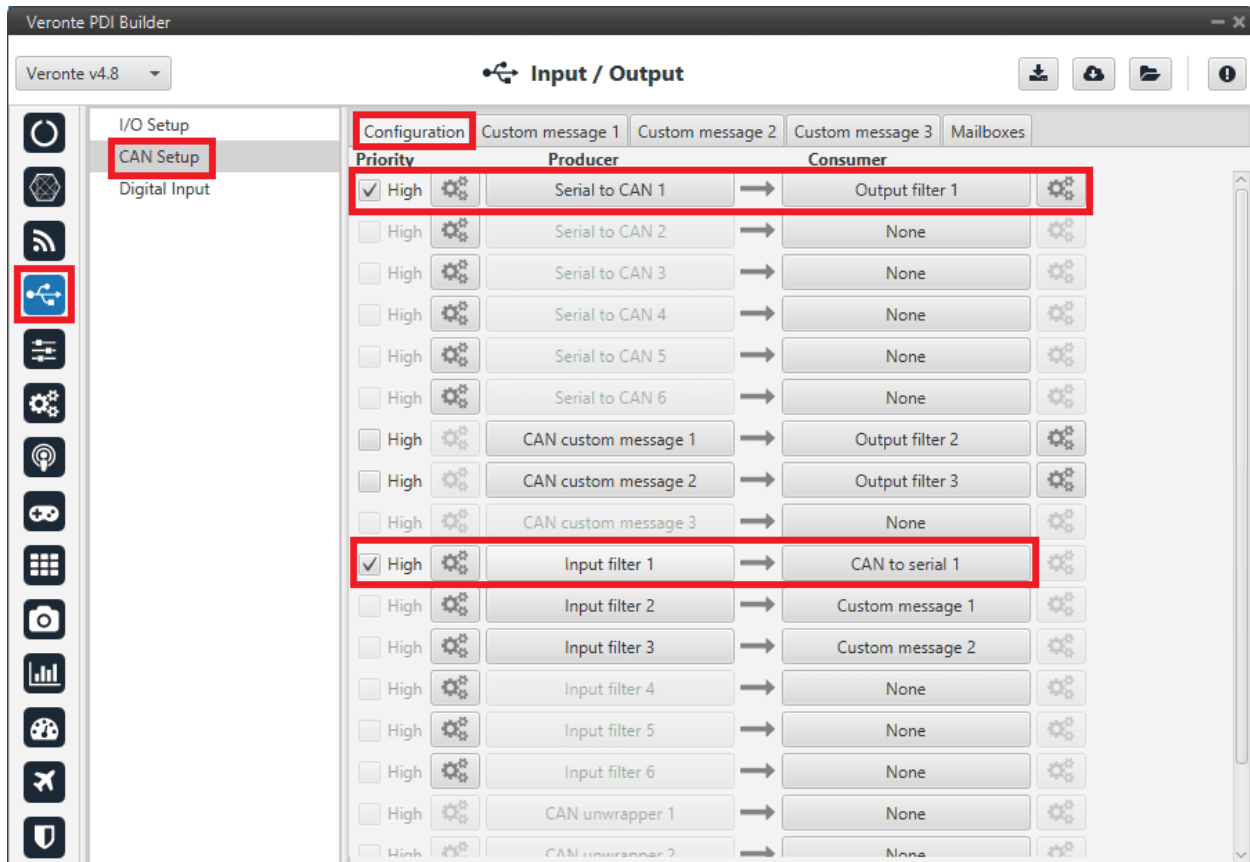 Veronte PDI Builder
Veronte v4.8
Input / Output
I/O Setup
CAN Setup
Digital Input
Configuration Custom message 1 Custom message 2 Custom message 3 Mailboxes
Priority Producer Consumer
High Serial to CAN 1 Output filter 1
High Serial to CAN 2 None
High Serial to CAN 3 None
High Serial to CAN 4 None
High Serial to CAN 5 None
High Serial to CAN 6 None
High CAN custom message 1 Output filter 2
High CAN custom message 2 Output filter 3
High CAN custom message 3 None
High Input filter 1 CAN to serial 1
High Input filter 2 Custom message 1
High Input filter 3 Custom message 2
High Input filter 4 None
High Input filter 5 None
High Input filter 6 None
High CAN unwrapper 1 None
High CAN unwrapper 2 None